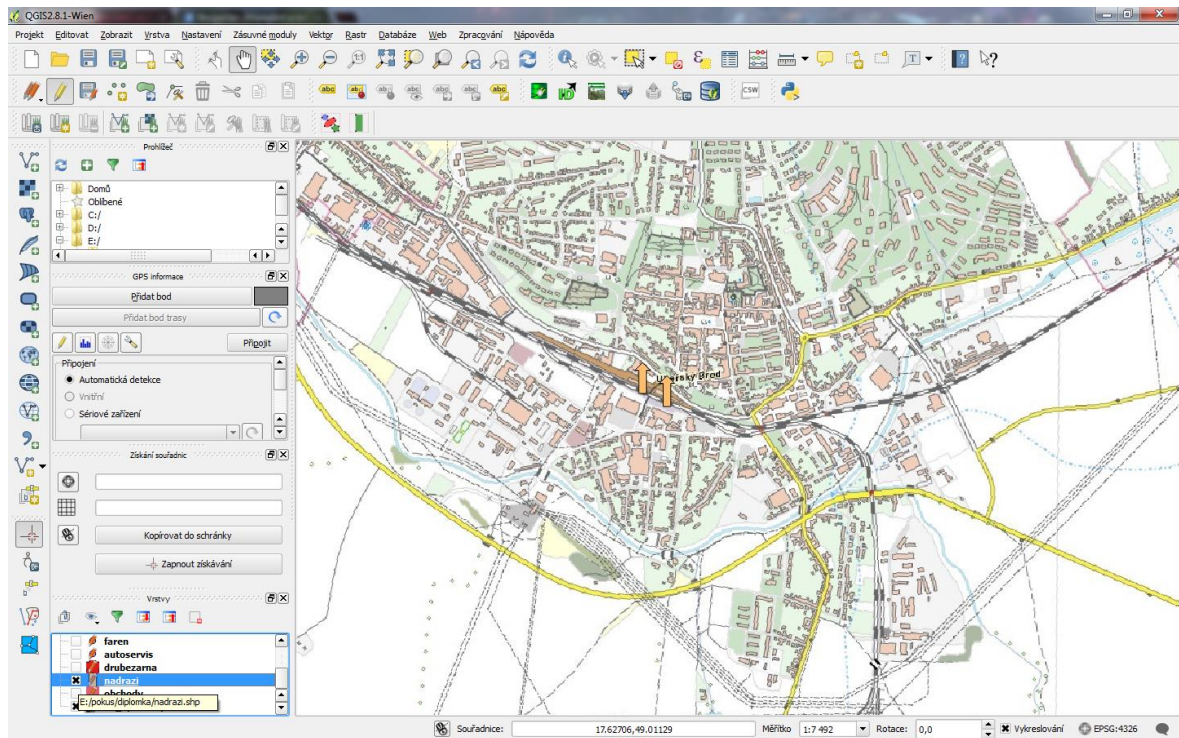 QGIS2.8.1-Wien
Projekt Editovat Zobrazit Vrstva Nastavení Zásuvné moduly Vektor Rastr Databáze Web Zpracování Nápověda
Prohlížeč
Domů
Oblíbené
C:/
D:/
E:/
GPS informace
Přidat bod
Přidat bod trasy
Připojit
Připojení
Automatická detekce
Vnitřní
Sériové zařízení
Získání souřadnic
Kopírovat do schránky
Zapnout získávání
Vrstvy
faren
autoservis
drubezarna
nadrazi
obchody
E:/pokus/diplomka/nadrazi.shp
Souřadnice: 17.62706,49.01129 Měřítko 1:7 492 Rotace: 0,0 Vykreslování EPSG:4326